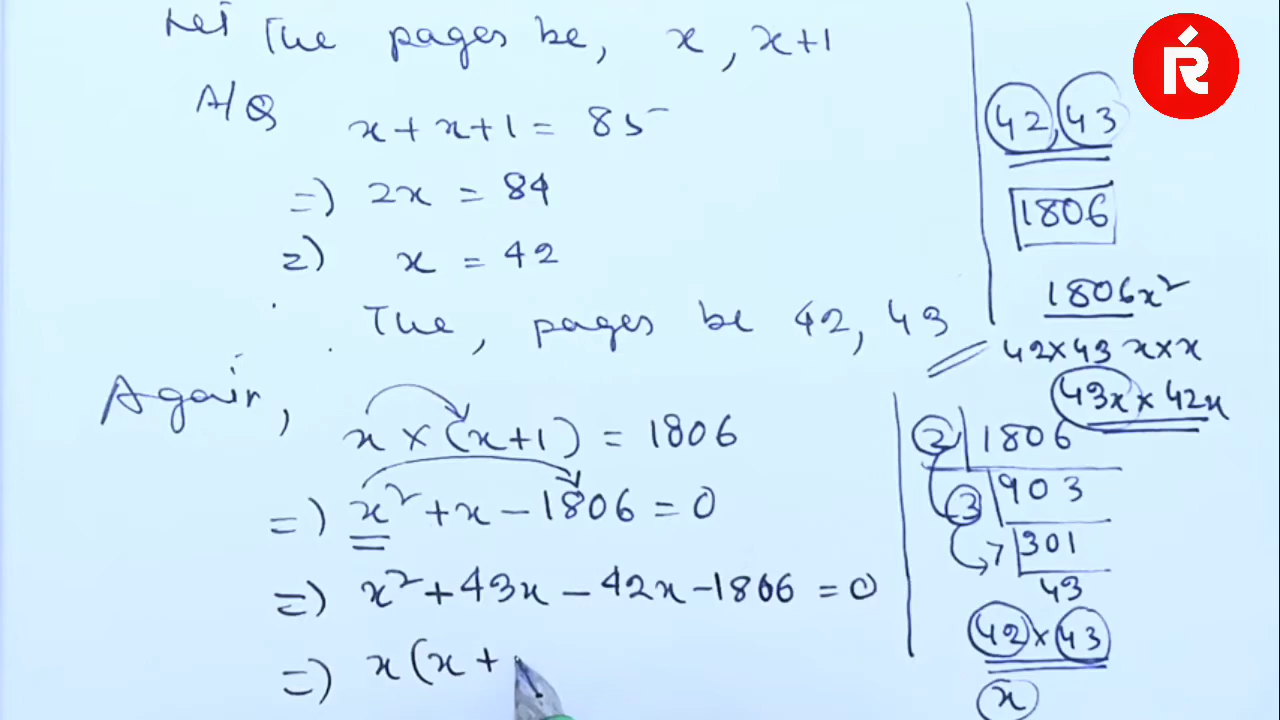 Let The pages be, x, x+1
A/Q
x + x + 1 = 85
=) 2x = 84
=) x = 42
The, pages be 42, 43
Again,
x × (x+1) = 1806
=) x² + x - 1806 = 0
=) x² + 43x - 42x - 1806 = 0
=) x(x +
R
42, 43
1806
1806x²
42×43 x×x
43x × 42x
2 | 1806
3 | 903
7 | 301
43
42 × 43
x